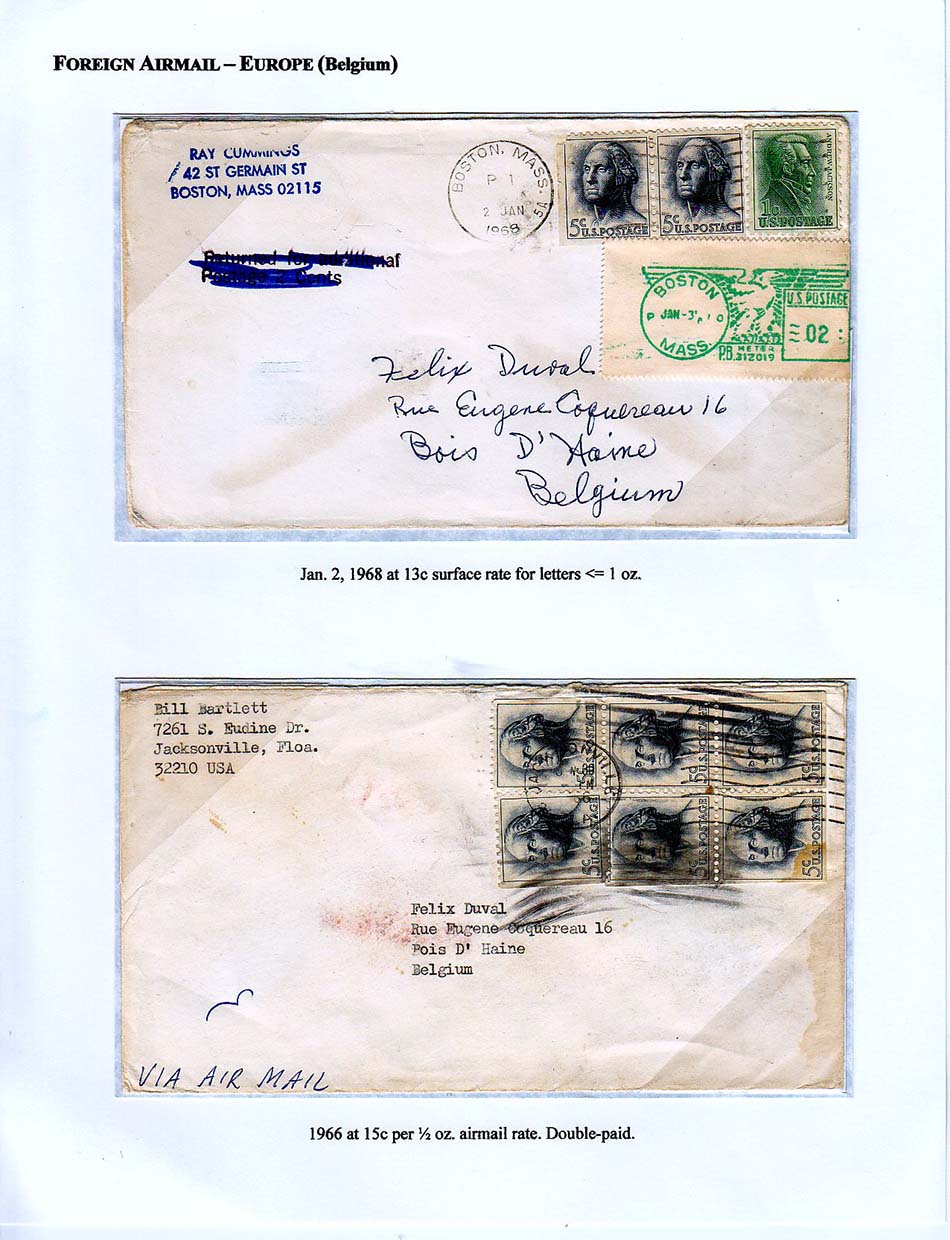 FOREIGN AIRMAIL – EUROPE (Belgium)
RAY CUMMINGS
42 ST GERMAIN ST
BOSTON, MASS 02115
BOSTON, MASS.
P 1
2 JAN
1968
5A
5c U.S. POSTAGE
5c U.S. POSTAGE
ANDREW JACKSON
1c
U.S. POSTAGE
Returned for additional
Postage 2 Cents
BOSTON
JAN-3'
MASS.
U.S. POSTAGE
02
P.B. METER
312019
Felix Duval
Rue Eugene Coquereau 16
Bois D' Haine
Belgium
Jan. 2, 1968 at 13c surface rate for letters <= 1 oz.
Bill Bartlett
7261 S. Eudine Dr.
Jacksonville, Floa.
32210 USA
U.S. POSTAGE
5c U.S. POSTAGE
5c U.S. POSTAGE
5c U.S. POSTAGE
5c U.S. POSTAGE
5c U.S. POSTAGE
Felix Duval
Rue Eugene Coquereau 16
Bois D' Haine
Belgium
VIA AIR MAIL
1966 at 15c per ½ oz. airmail rate. Double-paid.